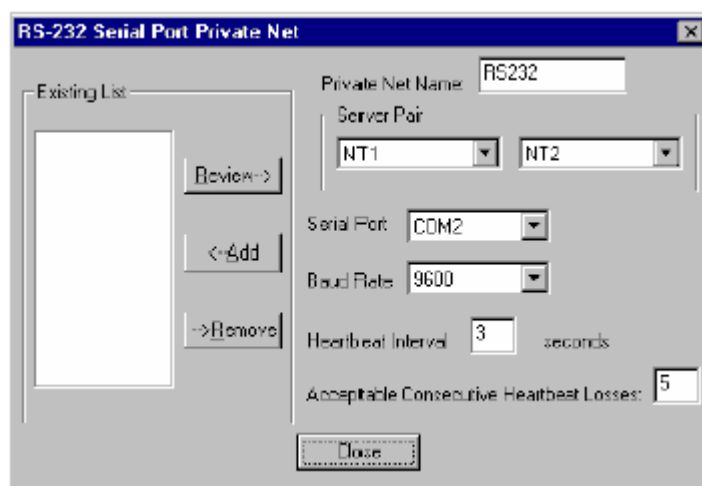 RS-232 Serial Port Private Net
Existing List
Review-->
<--Add
-->Remove
Private Net Name: RS232
Server Pair
NT1 NT2
Serial Port COM2
Baud Rate 9600
Heartbeat Interval 3 seconds
Acceptable Consecutive Heartbeat Losses: 5
Close